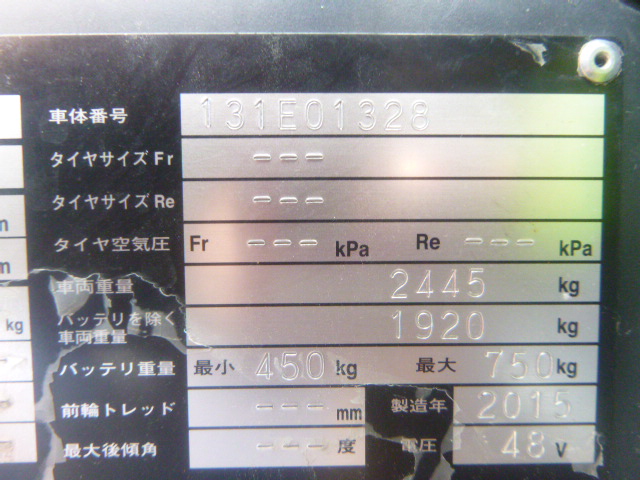 車体番号 131E01328
タイヤサイズ Fr ---
タイヤサイズ Re ---
タイヤ空気圧 Fr --- kPa Re --- kPa
車両重量 2445 kg
バッテリを除く 1920 kg
車両重量
kg
バッテリ重量 最小 450 kg 最大 750 kg
前輪トレッド --- mm 製造年 2015
最大後傾角 --- 度 電圧 48 V